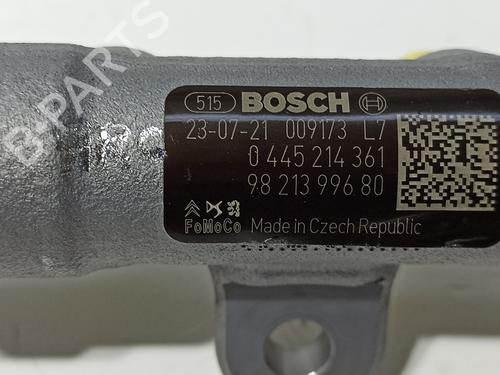 515 BOSCH
23-07-21 009173 L7
0 445 214 361
98 213 996 80
FoMoCo Made in Czech Republic
B-PARTS